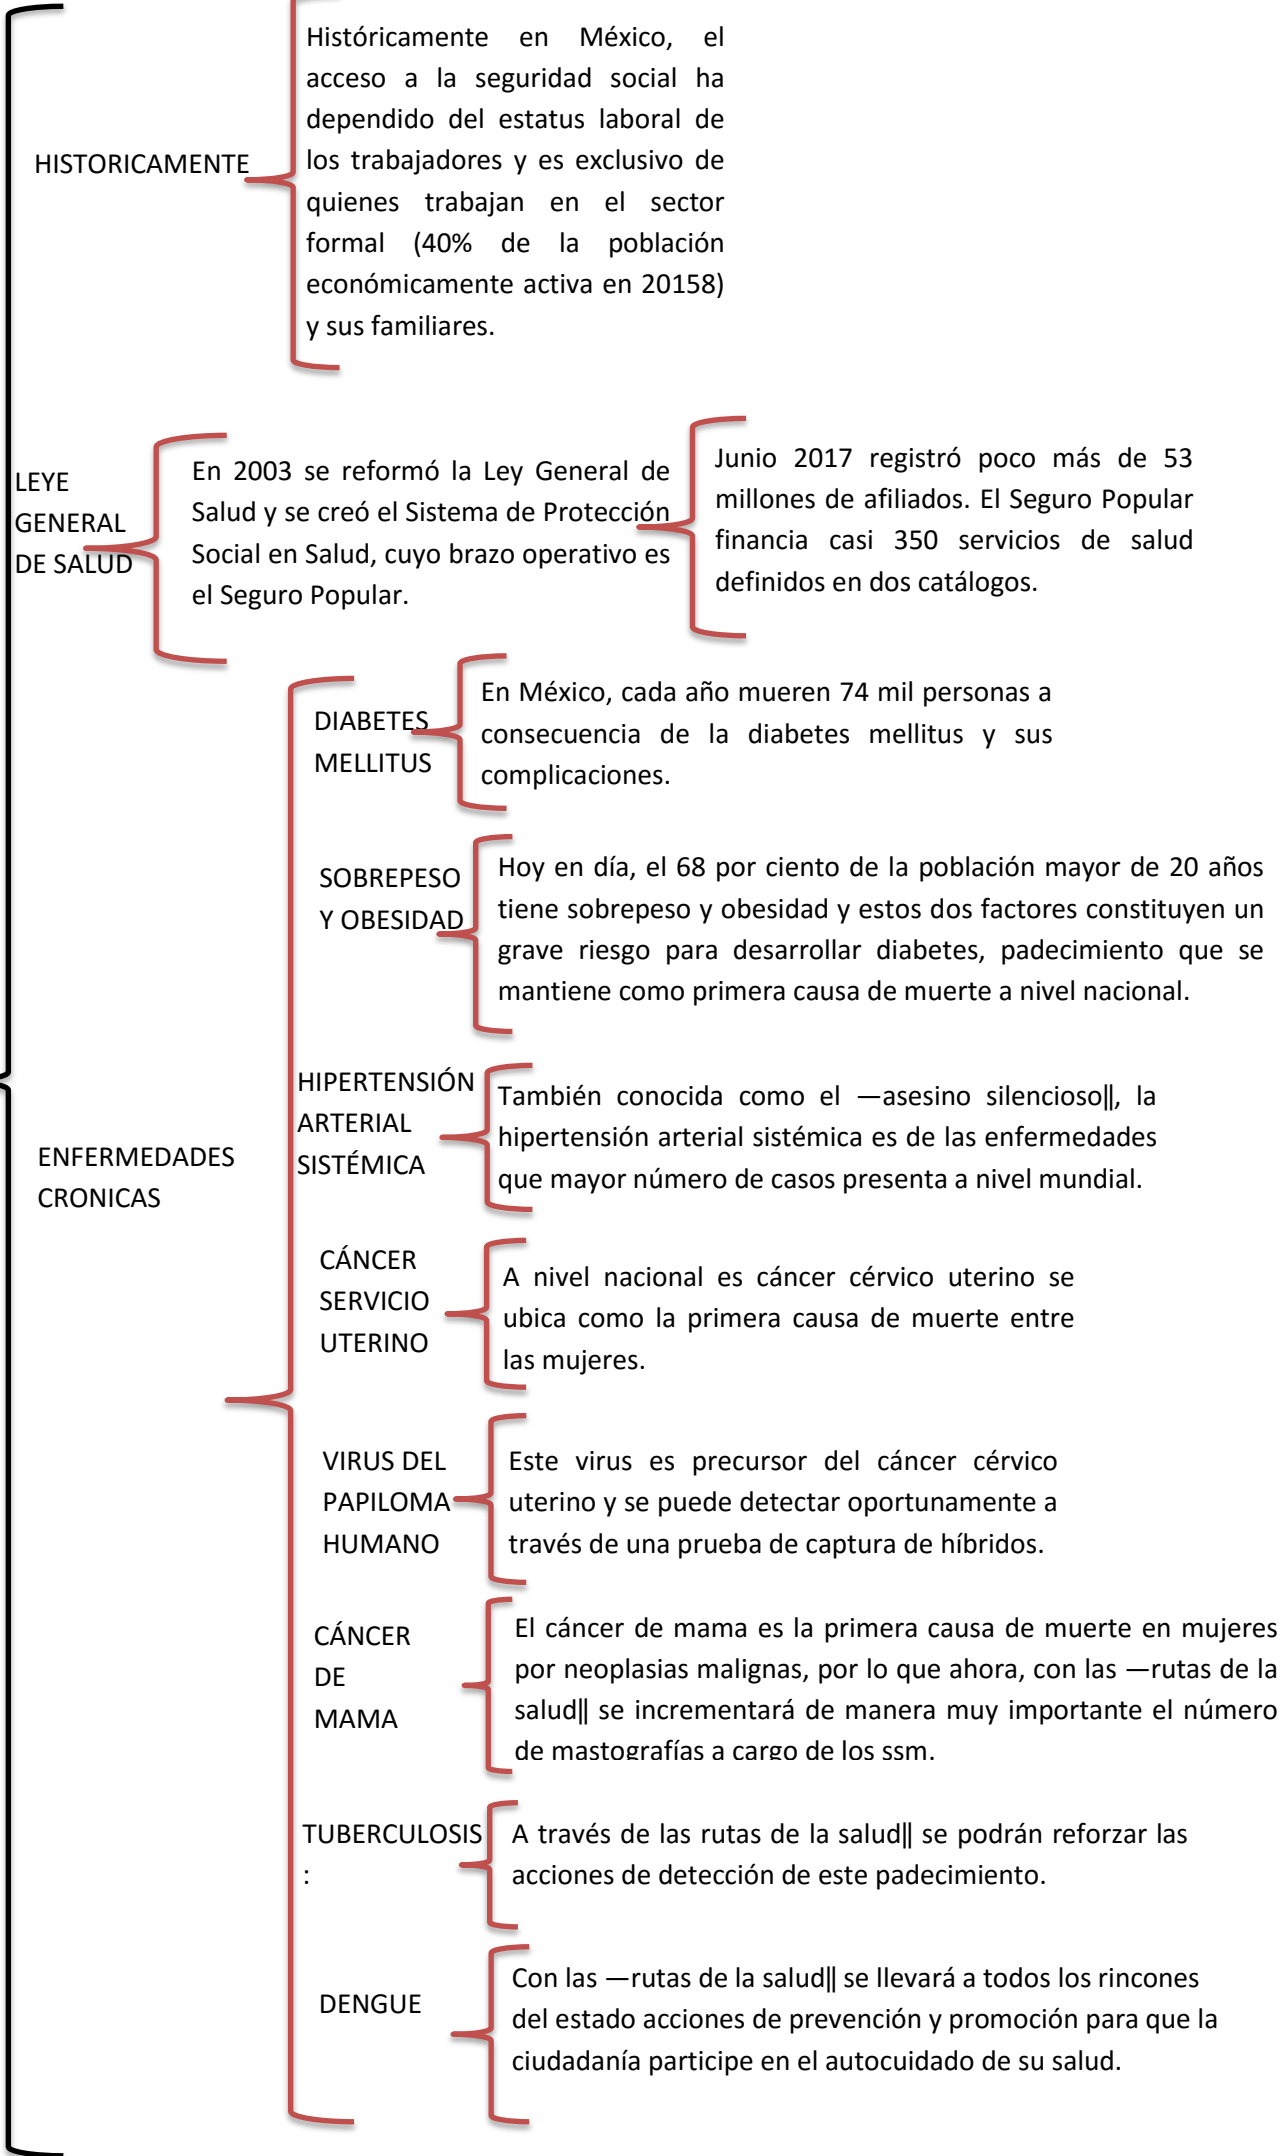 HISTORICAMENTE
Históricamente en México, el
acceso a la seguridad social ha
dependido del estatus laboral de
los trabajadores y es exclusivo de
quienes trabajan en el sector
formal (40% de la población
económicamente activa en 20158)
y sus familiares.
LEYE
GENERAL
DE SALUD
En 2003 se reformó la Ley General de
Salud y se creó el Sistema de Protección
Social en Salud, cuyo brazo operativo es
el Seguro Popular.
Junio 2017 registró poco más de 53
millones de afiliados. El Seguro Popular
financia casi 350 servicios de salud
definidos en dos catálogos.
ENFERMEDADES
CRONICAS
DIABETES
MELLITUS
En México, cada año mueren 74 mil personas a
consecuencia de la diabetes mellitus y sus
complicaciones.
SOBREPESO
Y OBESIDAD
Hoy en día, el 68 por ciento de la población mayor de 20 años
tiene sobrepeso y obesidad y estos dos factores constituyen un
grave riesgo para desarrollar diabetes, padecimiento que se
mantiene como primera causa de muerte a nivel nacional.
HIPERTENSIÓN
ARTERIAL
SISTÉMICA
También conocida como el ―asesino silencioso‖, la
hipertensión arterial sistémica es de las enfermedades
que mayor número de casos presenta a nivel mundial.
CÁNCER
SERVICIO
UTERINO
A nivel nacional es cáncer cérvico uterino se
ubica como la primera causa de muerte entre
las mujeres.
VIRUS DEL
PAPILOMA
HUMANO
Este virus es precursor del cáncer cérvico
uterino y se puede detectar oportunamente a
través de una prueba de captura de híbridos.
CÁNCER
DE
MAMA
El cáncer de mama es la primera causa de muerte en mujeres
por neoplasias malignas, por lo que ahora, con las ―rutas de la
salud‖ se incrementará de manera muy importante el número
de mastografías a cargo de los ssm.
TUBERCULOSIS
:
A través de las rutas de la salud‖ se podrán reforzar las
acciones de detección de este padecimiento.
DENGUE
Con las ―rutas de la salud‖ se llevará a todos los rincones
del estado acciones de prevención y promoción para que la
ciudadanía participe en el autocuidado de su salud.